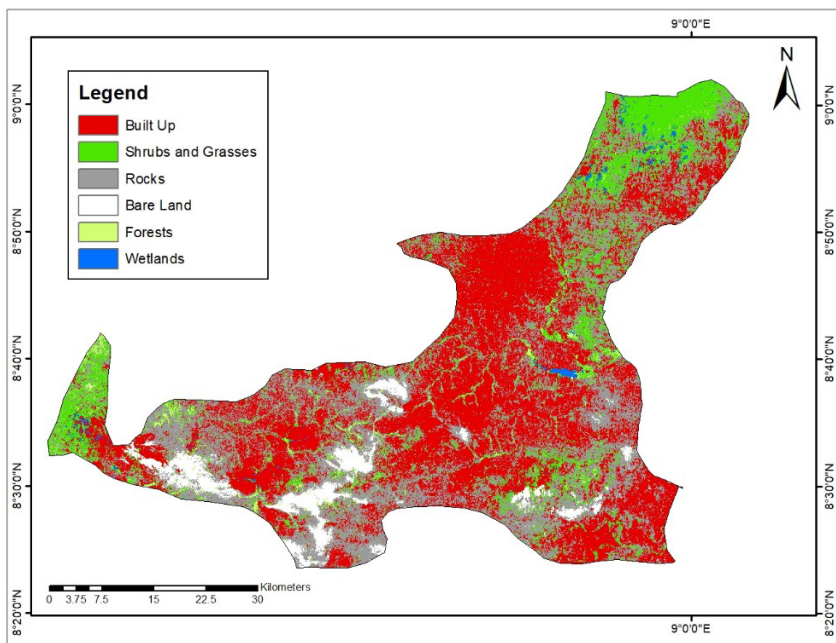 9°0'0"E
N
Legend
Built Up
Shrubs and Grasses
Rocks
Bare Land
Forests
Wetlands
9°0'0"N
9°0'0"N
8°50'0"N
8°50'0"N
8°40'0"N
8°40'0"N
8°30'0"N
8°30'0"N
8°20'0"N
8°20'0"N
Kilometers
0 3.75 7.5 15 22.5 30
9°0'0"E